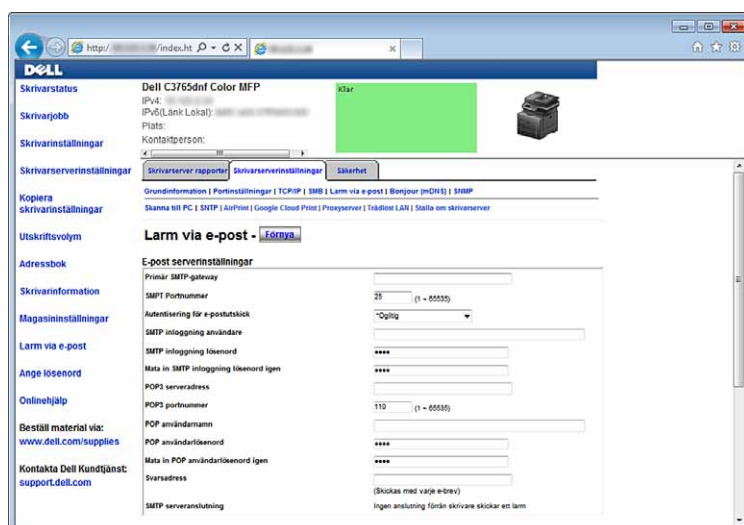 http:/ /index.ht
DELL
Skrivarstatus
Skrivarjobb
Skrivarinställningar
Skrivarserverinställningar
Kopiera
skrivarinställningar
Utskriftsvolym
Adressbok
Skrivarinformation
Magasininställningar
Larm via e-post
Ange lösenord
Onlinehjälp
Beställ material via:
www.dell.com/supplies
Kontakta Dell Kundtjänst:
support.dell.com
Dell C3765dnf Color MFP
IPv4:
IPv6(Länk Lokal):
Plats:
Kontaktperson:
Klar
Skrivarserver rapporter Skrivarserverinställningar Säkerhet
Grundinformation | Portinställningar | TCP/IP | SMB | Larm via e-post | Bonjour (mDNS) | SNMP
Skanna till PC | SNTP | AirPrint | Google Cloud Print | Proxyserver | Trådlöst LAN | Ställa om skrivarserver
Larm via e-post - Förnya
E-post serverinställningar
Primär SMTP-gateway
SMPT Portnummer 25 (1 ~ 65535)
Autentisering för e-postutskick *Ogiltig
SMTP inloggning användare
SMTP inloggning lösenord ••••
Mata in SMTP inloggning lösenord igen ••••
POP3 serveradress
POP3 portnummer 110 (1 ~ 65535)
POP användarnamn
POP användarlösenord ••••
Mata in POP användarlösenord igen ••••
Svarsadress
(Skickas med varje e-brev)
SMTP serveranslutning Ingen anslutning förrän skrivare skickar ett larm